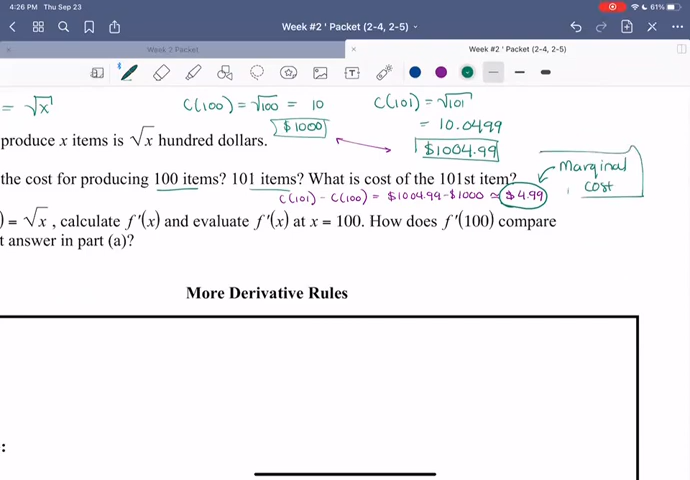 4:26 PM Thu Sep 23
61%
Week #2 ' Packet (2-4, 2-5)
Week 2 Packet
Week #2 ' Packet (2-4, 2-5)
= √x
C(100) = √100 = 10
C(101) = √101
$1000
= 10.0499
produce x items is √x hundred dollars.
$1004.99
Marginal
cost
the cost for producing 100 items? 101 items? What is cost of the 101st item?
C(101) - C(100) = $1004.99 - $1000 ≈ $4.99
) = √x, calculate f'(x) and evaluate f'(x) at x = 100. How does f'(100) compare
t answer in part (a)?
More Derivative Rules
: